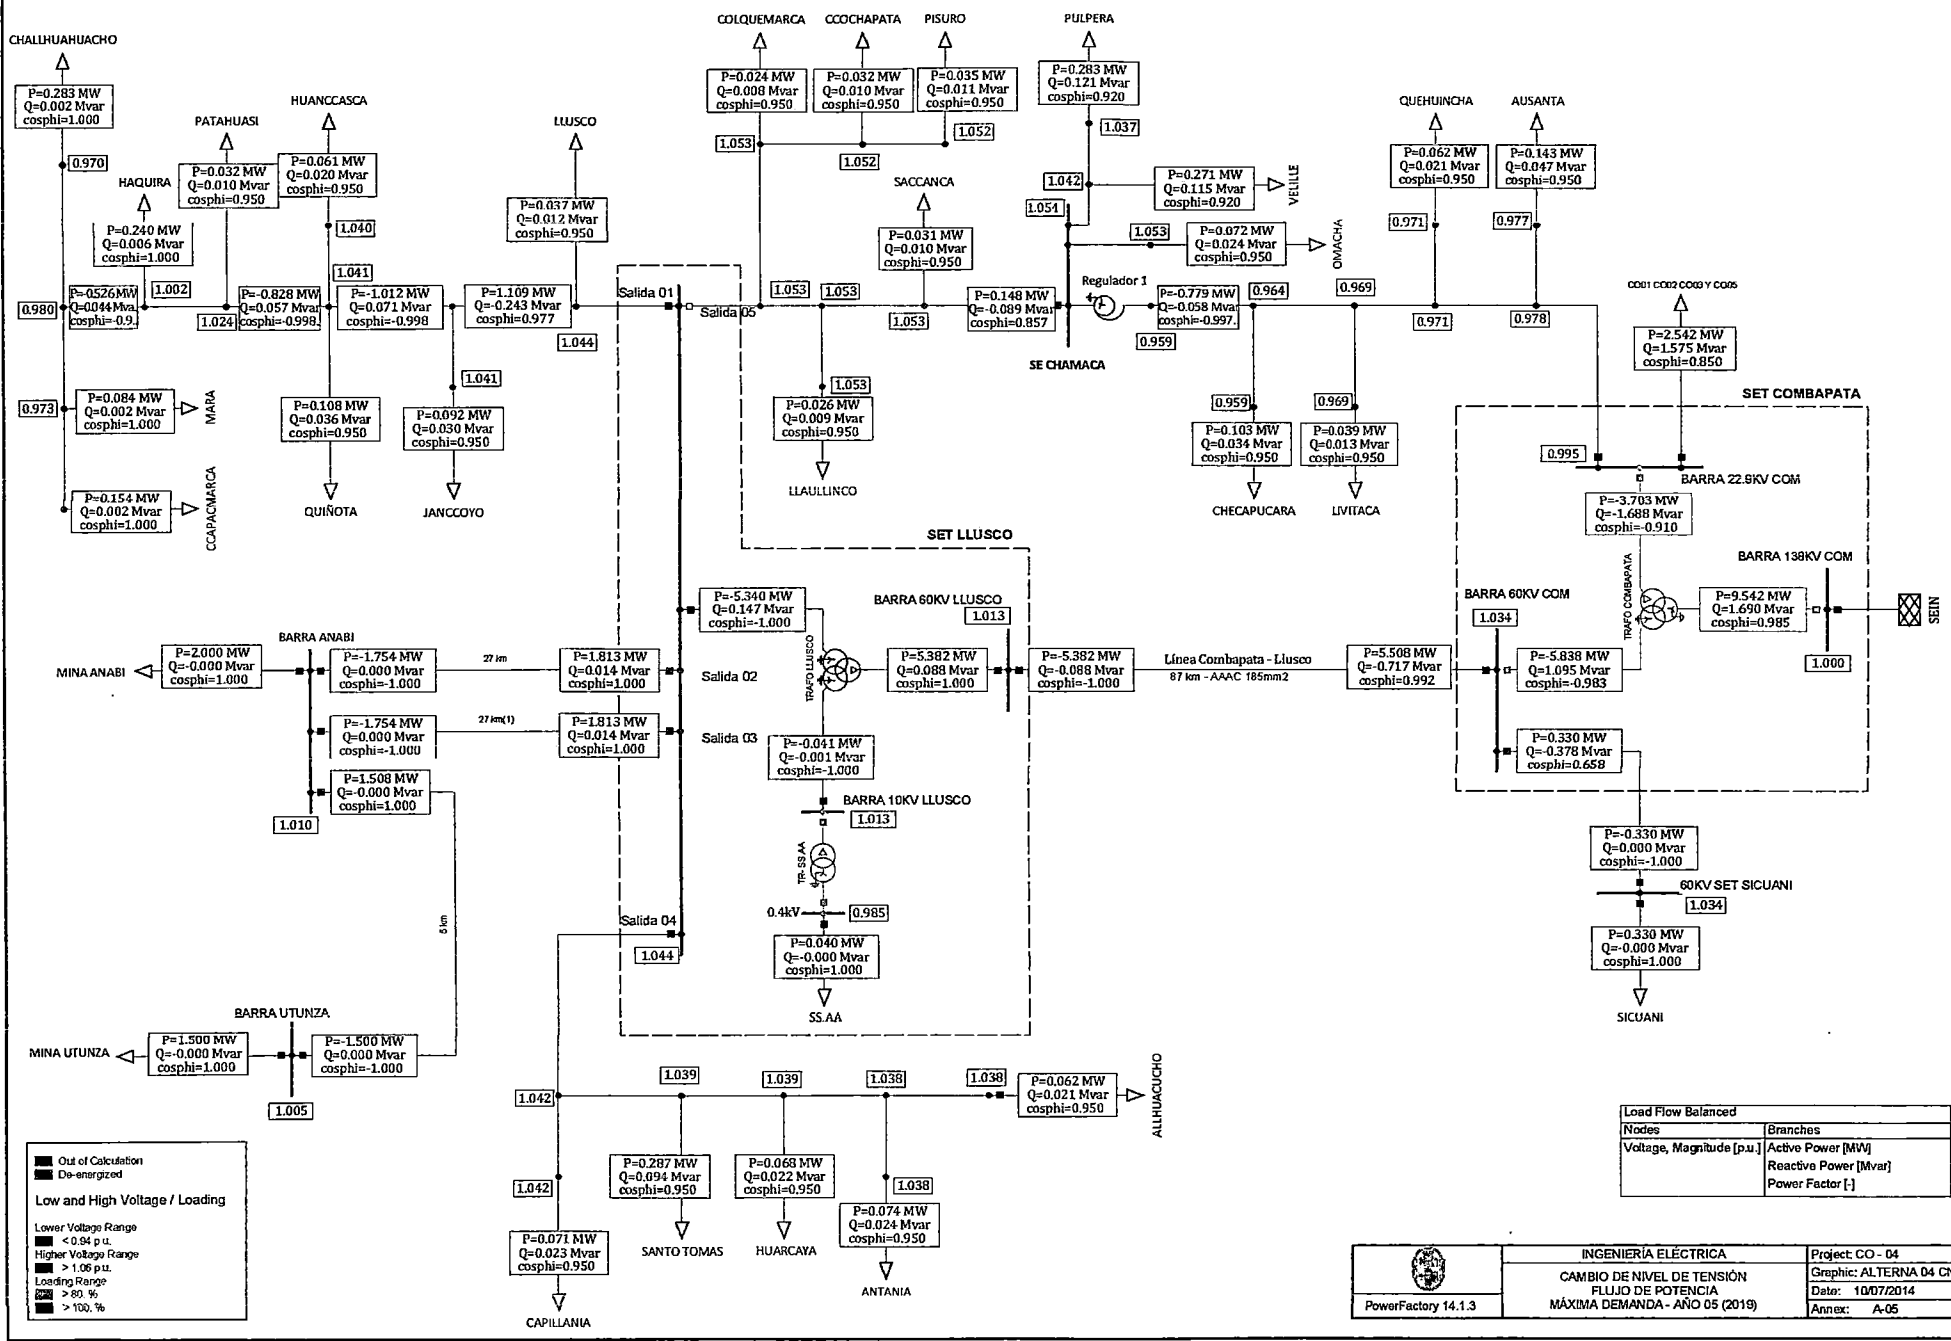 COLQUEMARCA
CCOCHAPATA
PISURO
PULPERA
CHALLHUAHUACHO
P=0.283 MW
Q=0.002 Mvar
cosphi=1.000
HUANCCASCA
PATAHUASI
LLUSCO
P=0.024 MW
Q=0.008 Mvar
cosphi=0.950
P=0.032 MW
Q=0.010 Mvar
cosphi=0.950
P=0.035 MW
Q=0.011 Mvar
cosphi=0.950
P=0.283 MW
Q=0.121 Mvar
cosphi=0.920
QUEHUINCHA
AUSANTA
1.053
1.052
1.052
1.037
0.970
HAQUIRA
P=0.032 MW
Q=0.010 Mvar
cosphi=0.950
P=0.061 MW
Q=0.020 Mvar
cosphi=0.950
P=0.037 MW
Q=0.012 Mvar
cosphi=0.950
SACCANCA
1.042
P=0.271 MW
Q=0.115 Mvar
cosphi=0.920
VELILLE
P=0.062 MW
Q=0.021 Mvar
cosphi=0.950
P=0.143 MW
Q=0.047 Mvar
cosphi=0.950
P=0.240 MW
Q=0.006 Mvar
cosphi=1.000
1.040
P=0.031 MW
Q=0.010 Mvar
cosphi=0.950
1.054
1.053
P=0.072 MW
Q=0.024 Mvar
cosphi=0.950
OMACHA
0.971
0.977
0.980
P=-0.526 MW
1.002
1.024
P=-0.828 MW
Q=0.057 Mvar
cosphi=-0.998
1.041
P=-1.012 MW
Q=0.071 Mvar
cosphi=-0.998
P=1.109 MW
Q=-0.243 Mvar
cosphi=0.977
1.044
Salida 01
Salida 05
1.053
1.053
1.053
P=0.148 MW
Q=-0.089 Mvar
cosphi=0.857
Regulador 1
P=-0.779 MW
Q=-0.058 Mva
cosphi=-0.997
0.959
0.964
0.969
0.971
0.978
CO01 CO02 CO03 Y CO05
P=2.542 MW
Q=1.575 Mvar
cosphi=0.850
SE CHAMACA
SET COMBAPATA
0.973
P=0.084 MW
Q=0.002 Mvar
cosphi=1.000
MARA
P=0.108 MW
Q=0.036 Mvar
cosphi=0.950
1.041
P=0.092 MW
Q=0.030 Mvar
cosphi=0.950
1.053
P=0.026 MW
Q=0.009 Mvar
cosphi=0.950
0.959
P=0.103 MW
Q=0.034 Mvar
cosphi=0.950
0.969
P=0.039 MW
Q=0.013 Mvar
cosphi=0.950
0.995
BARRA 22.9KV COM
P=0.154 MW
Q=0.002 Mvar
cosphi=1.000
CCAPACMARCA
QUIÑOTA
JANCCOYO
LLAULLINCO
CHECAPUCARA
LIVITACA
P=-3.703 MW
Q=-1.688 Mvar
cosphi=-0.910
SET LLUSCO
BARRA 138KV COM
P=-5.340 MW
Q=0.147 Mvar
cosphi=-1.000
BARRA 60KV LLUSCO
1.013
BARRA 60KV COM
1.034
TRAFO COMBAPATA
P=9.542 MW
Q=1.690 Mvar
cosphi=0.985
1.000
SEIN
MINA ANABI
P=2.000 MW
Q=-0.000 Mvar
cosphi=1.000
BARRA ANABI
P=-1.754 MW
Q=0.000 Mvar
cosphi=-1.000
27 km
P=1.813 MW
Q=0.014 Mvar
cosphi=1.000
Salida 02
TRAFO LLUSCO
P=5.382 MW
Q=0.088 Mvar
cosphi=1.000
P=-5.382 MW
Q=-0.088 Mvar
cosphi=-1.000
Línea Combapata - Llusco
87 km - AAAC 185mm2
P=5.508 MW
Q=-0.717 Mvar
cosphi=0.992
P=-5.838 MW
Q=1.095 MVar
cosphi=-0.983
P=-1.754 MW
Q=0.000 Mvar
cosphi=-1.000
27 km(1)
P=1.813 MW
Q=0.014 Mvar
cosphi=1.000
Salida 03
P=-0.041 MW
Q=-0.001 Mvar
cosphi=-1.000
P=0.330 MW
Q=-0.378 Mvar
cosphi=0.658
P=1.508 MW
Q=-0.000 Mvar
cosphi=1.000
1.010
BARRA 10KV LLUSCO
1.013
TR-SS.AA
P=-0.330 MW
Q=0.000 Mvar
cosphi=-1.000
60KV SET SICUANI
1.034
5 km
Salida 04
1.044
0.4kV
0.985
P=0.040 MW
Q=-0.000 Mvar
cosphi=1.000
SS.AA
P=0.330 MW
Q=-0.000 Mvar
cosphi=1.000
SICUANI
BARRA UTUNZA
MINA UTUNZA
P=1.500 MW
Q=-0.000 Mvar
cosphi=1.000
P=-1.500 MW
Q=0.000 Mvar
cosphi=-1.000
1.005
1.042
1.039
1.039
1.038
1.038
P=0.062 MW
Q=0.021 Mvar
cosphi=0.950
ALLHUACUCHO
1.042
P=0.287 MW
Q=0.094 Mvar
cosphi=0.950
P=0.068 MW
Q=0.022 Mvar
cosphi=0.950
1.038
P=0.074 MW
Q=0.024 Mvar
cosphi=0.950
P=0.071 MW
Q=0.023 Mvar
cosphi=0.950
SANTO TOMAS
HUARCAYA
ANTANIA
CAPILLANIA
Out of Calculation
De-energized
Low and High Voltage / Loading
Lower Voltage Range
< 0.94 p.u.
Higher Voltage Range
> 1.06 p.u.
Loading Range
> 80. %
> 100. %
Load Flow Balanced
Nodes
Branches
Voltage, Magnitude [p.u.]
Active Power [MW]
Reactive Power [Mvar]
Power Factor [-]
PowerFactory 14.1.3
INGENIERÍA ELÉCTRICA
CAMBIO DE NIVEL DE TENSIÓN
FLUJO DE POTENCIA
MÁXIMA DEMANDA - AÑO 05 (2019)
Project: CO - 04
Graphic: ALTERNA 04 CN
Date: 10/07/2014
Annex: A-05